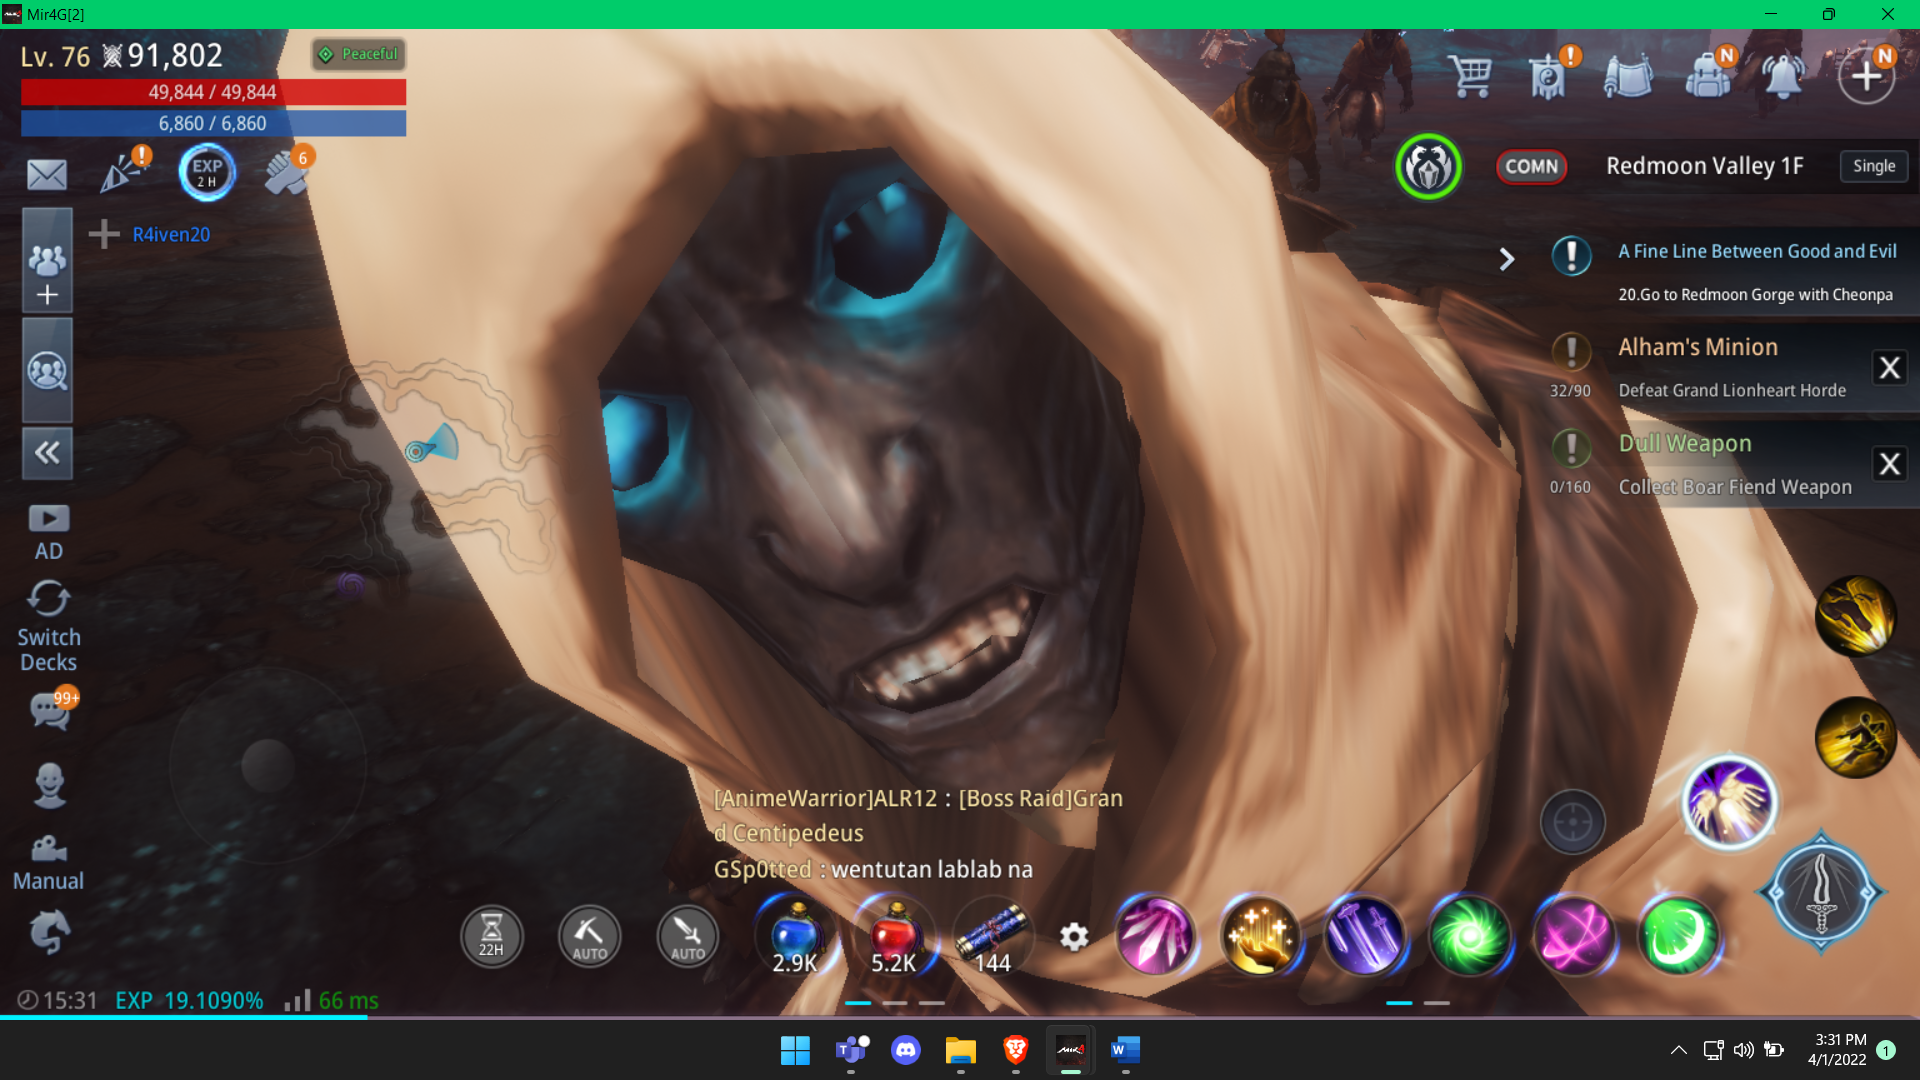 Mir4G[2]
Lv. 76 91,802
Peaceful
49,844 / 49,844
6,860 / 6,860
EXP
2 H
6
N
N
COMN
Redmoon Valley 1F
Single
R4iven20
A Fine Line Between Good and Evil
20.Go to Redmoon Gorge with Cheonpa
Alham's Minion
32/90 Defeat Grand Lionheart Horde
X
Dull Weapon
0/160 Collect Boar Fiend Weapon
X
AD
Switch
Decks
99+
Manual
[AnimeWarrior]ALR12 : [Boss Raid]Gran
d Centipedeus
GSp0tted : wentutan lablab na
22H
AUTO
AUTO
2.9K
5.2K
144
15:31 EXP 19.1090% 66 ms
3:31 PM
4/1/2022
1